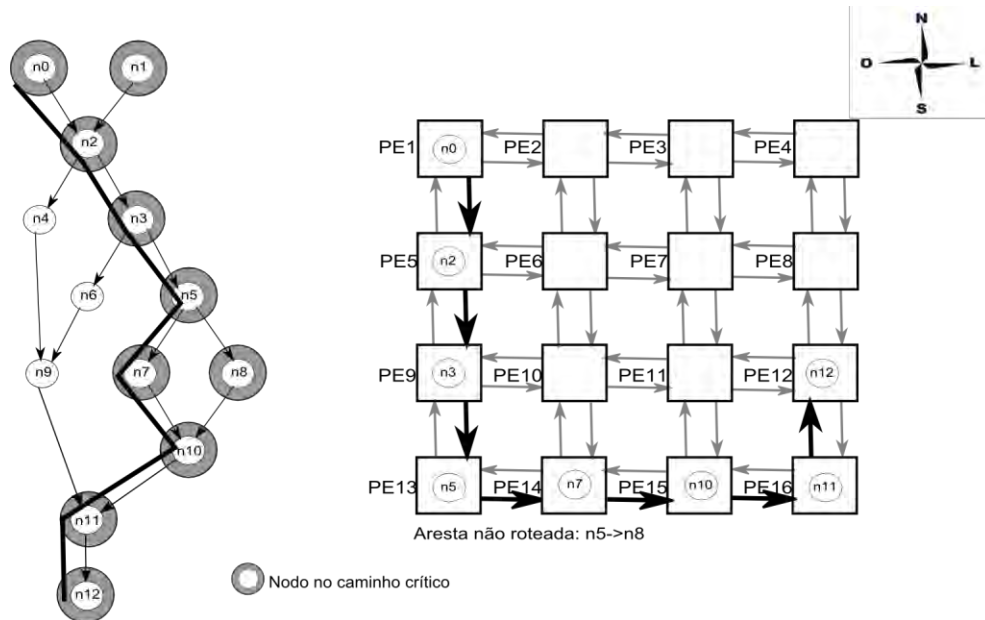 N
O L
S
n0 n1
n2
n4 n3
n6 n5
n9 n7 n8
n10
n11
n12
Nodo no caminho crítico
PE1 n0 PE2 PE3 PE4
PE5 n2 PE6 PE7 PE8
PE9 n3 PE10 PE11 PE12 n12
PE13 n5 PE14 n7 PE15 n10 PE16 n11
Aresta não roteada: n5->n8